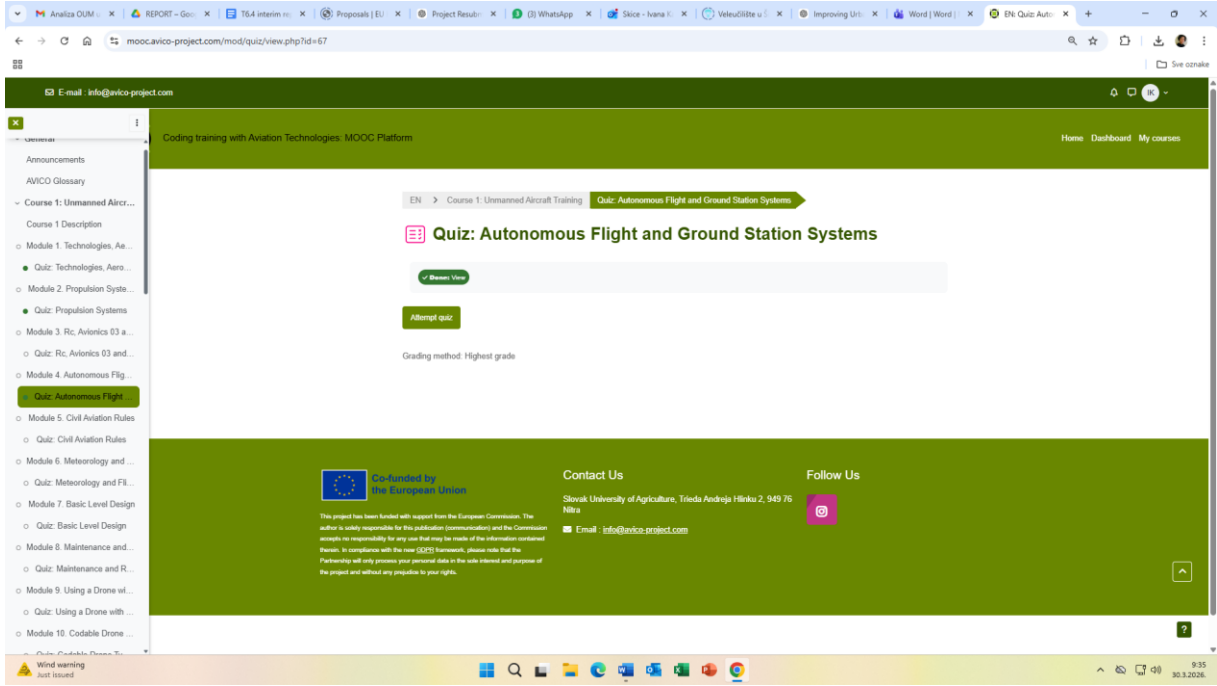 Analiza OUM u
REPORT – Goo
T6.4 interim re
Proposals | EU
Project Resubm
(3) WhatsApp
Skice - Ivana K
Veleučilište u
Improving Urb
Word | Word |
EN: Quiz: Auto
mooc.avico-project.com/mod/quiz/view.php?id=67
Sve oznake
E-mail : info@avico-project.com
IK
Coding training with Aviation Technologies: MOOC Platform
Home Dashboard My courses
General
Announcements
AVICO Glossary
Course 1: Unmanned Aircr...
Course 1 Description
Module 1. Technologies, Ae...
Quiz: Technologies, Aero...
Module 2. Propulsion Syste...
Quiz: Propulsion Systems
Module 3. Rc, Avionics 03 a...
Quiz: Rc, Avionics 03 and...
Module 4. Autonomous Flig...
Quiz: Autonomous Flight ...
Module 5. Civil Aviation Rules
Quiz: Civil Aviation Rules
Module 6. Meteorology and ...
Quiz: Meteorology and Fli...
Module 7. Basic Level Design
Quiz: Basic Level Design
Module 8. Maintenance and...
Quiz: Maintenance and R...
Module 9. Using a Drone wi...
Quiz: Using a Drone with ...
Module 10. Codable Drone ...
Quiz: Codable Drone Tu...
EN > Course 1: Unmanned Aircraft Training Quiz: Autonomous Flight and Ground Station Systems
Quiz: Autonomous Flight and Ground Station Systems
Done: View
Attempt quiz
Grading method: Highest grade
Co-funded by
the European Union
This project has been funded with support from the European Commission. The
author is solely responsible for this publication (communication) and the Commission
accepts no responsibility for any use that may be made of the information contained
therein. In compliance with the new GDPR framework, please note that the
Partnership will only process your personal data in the sole interest and purpose of
the project and without any prejudice to your rights.
Contact Us
Slovak University of Agriculture, Trieda Andreja Hlinku 2, 949 76
Nitra
Email : info@avico-project.com
Follow Us
?
Wind warning
Just issued
9:35
30.3.2026.